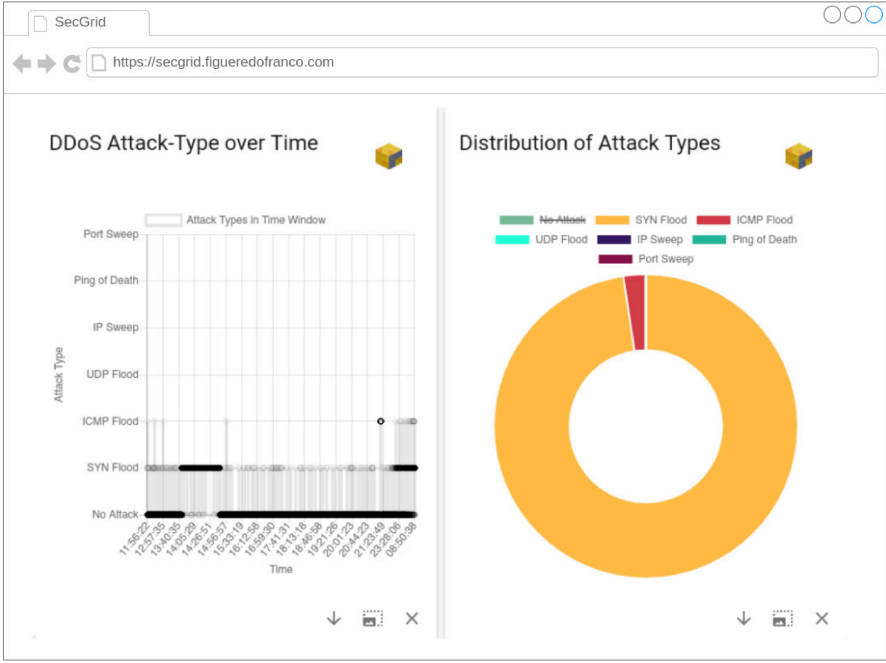 SecGrid
https://secgrid.figueredofranco.com
DDoS Attack-Type over Time
Attack Types in Time Window
Port Sweep
Ping of Death
IP Sweep
UDP Flood
ICMP Flood
SYN Flood
No Attack
Attack Type
11:56:22
12:57:35
13:40:35
14:05:29
14:26:51
14:56:57
15:33:19
16:12:58
16:59:30
17:41:31
18:13:18
18:46:58
19:21:26
20:01:23
20:44:23
21:23:49
23:28:06
08:50:38
Time
Distribution of Attack Types
No Attack SYN Flood ICMP Flood
UDP Flood IP Sweep Ping of Death
Port Sweep